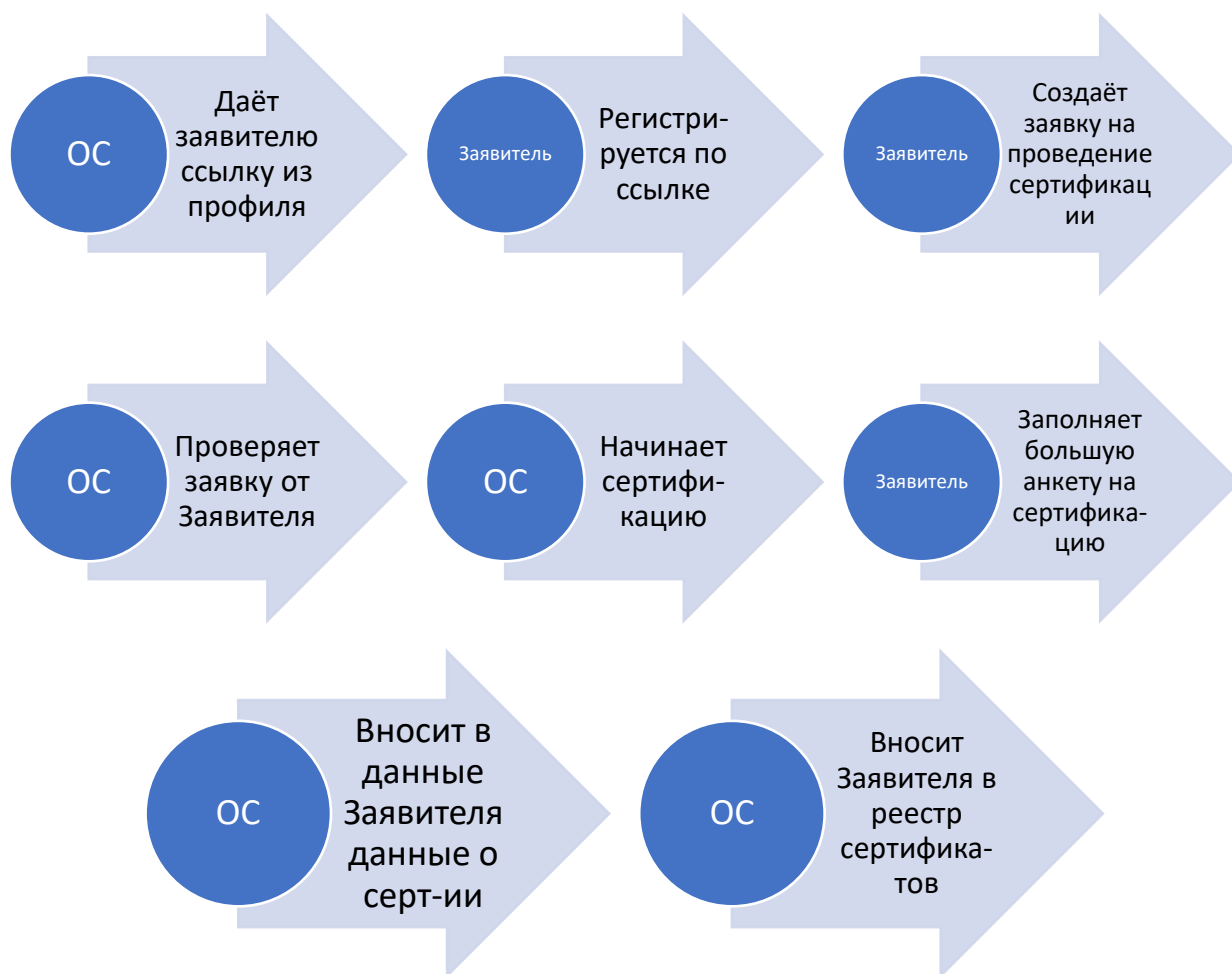 ОС
Даёт
заявителю
ссылку из
профиля
Заявитель
Регистри-
руется по
ссылке
Заявитель
Создаёт
заявку на
проведение
сертификац
ии
ОС
Проверяет
заявку от
Заявителя
ОС
Начинает
сертифи-
кацию
Заявитель
Заполняет
большую
анкету на
сертифика-
цию
ОС
Вносит в
данные
Заявителя
данные о
серт-ии
ОС
Вносит
Заявителя в
реестр
сертифика-
тов